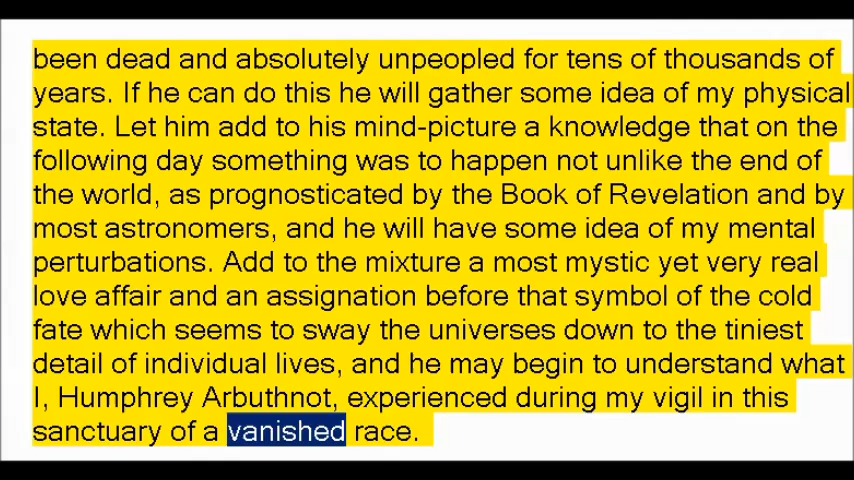 been dead and absolutely unpeopled for tens of thousands of
years. If he can do this he will gather some idea of my physical
state. Let him add to his mind-picture a knowledge that on the
following day something was to happen not unlike the end of
the world, as prognosticated by the Book of Revelation and by
most astronomers, and he will have some idea of my mental
perturbations. Add to the mixture a most mystic yet very real
love affair and an assignation before that symbol of the cold
fate which seems to sway the universes down to the tiniest
detail of individual lives, and he may begin to understand what
I, Humphrey Arbuthnot, experienced during my vigil in this
sanctuary of a vanished race.